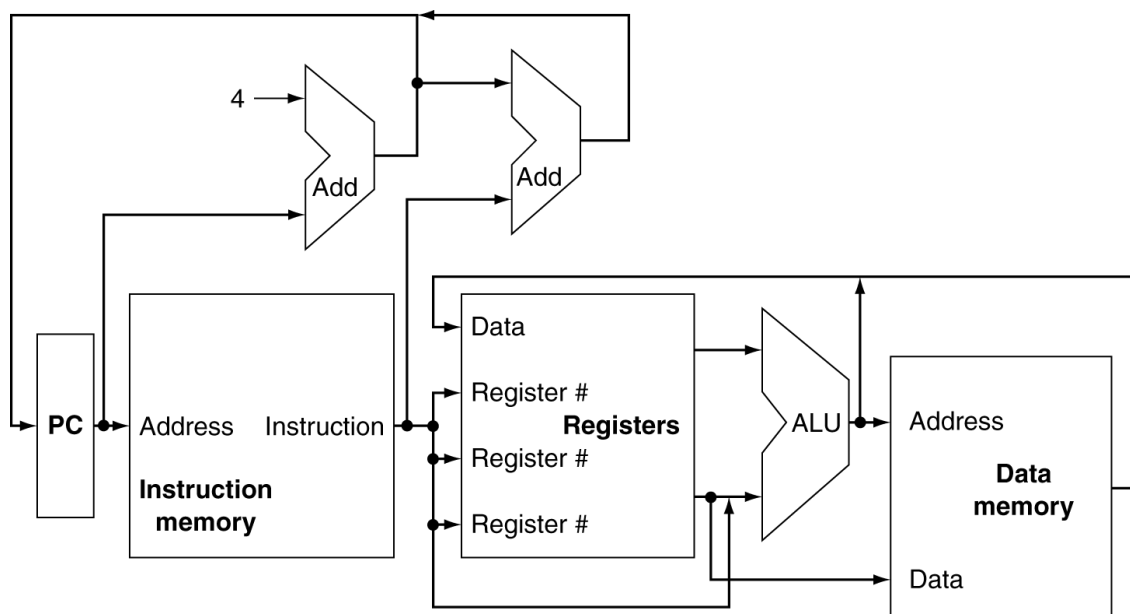 4
Add
Add
Data
Register #
PC
Address
Instruction
Registers
ALU
Address
Register #
Instruction
memory
Data
memory
Register #
Data